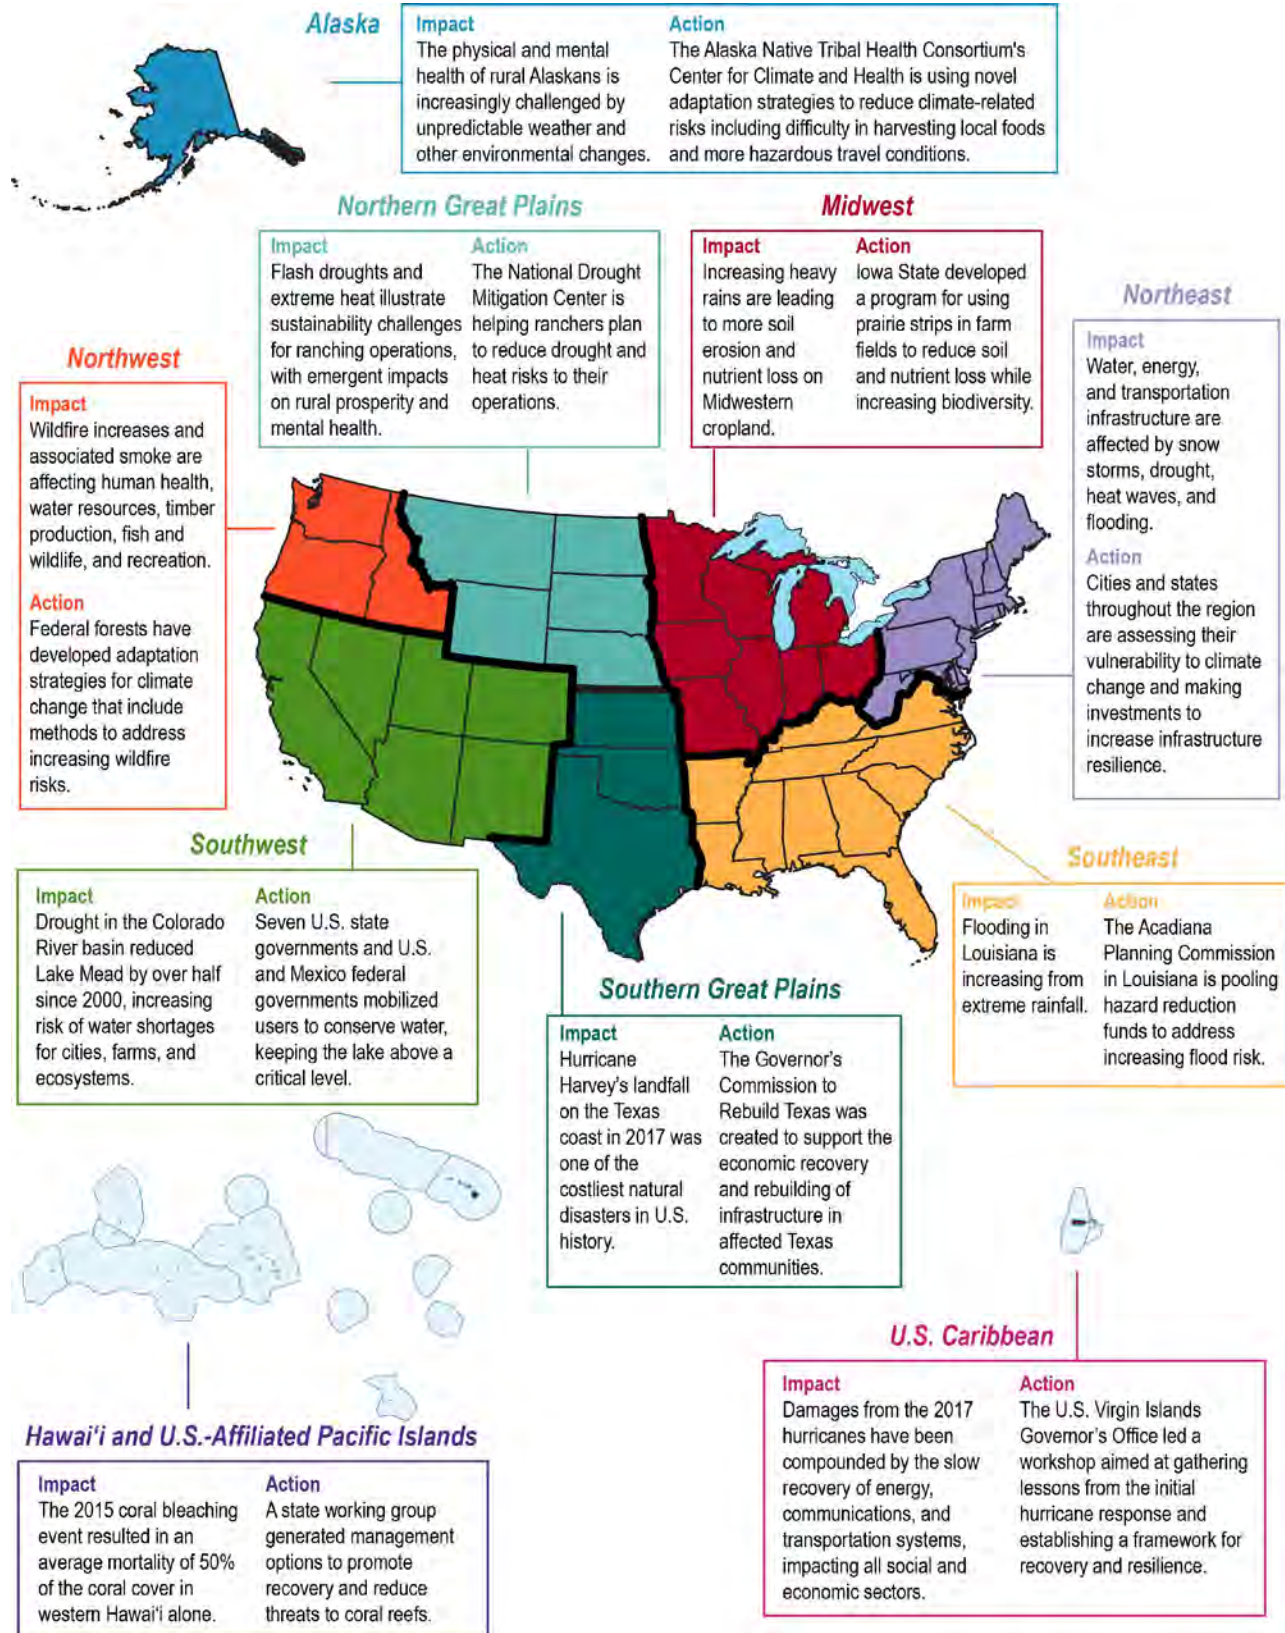 Alaska
Impact
The physical and mental
health of rural Alaskans is
increasingly challenged by
unpredictable weather and
other environmental changes.
Action
The Alaska Native Tribal Health Consortium's
Center for Climate and Health is using novel
adaptation strategies to reduce climate-related
risks including difficulty in harvesting local foods
and more hazardous travel conditions.
Northern Great Plains
Impact
Flash droughts and
extreme heat illustrate
sustainability challenges
for ranching operations,
with emergent impacts
on rural prosperity and
mental health.
Action
The National Drought
Mitigation Center is
helping ranchers plan
to reduce drought and
heat risks to their
operations.
Midwest
Impact
Increasing heavy
rains are leading
to more soil
erosion and
nutrient loss on
Midwestern
cropland.
Action
Iowa State developed
a program for using
prairie strips in farm
fields to reduce soil
and nutrient loss while
increasing biodiversity.
Northeast
Impact
Water, energy,
and transportation
infrastructure are
affected by snow
storms, drought,
heat waves, and
flooding.
Action
Cities and states
throughout the region
are assessing their
vulnerability to climate
change and making
investments to
increase infrastructure
resilience.
Northwest
Impact
Wildfire increases and
associated smoke are
affecting human health,
water resources, timber
production, fish and
wildlife, and recreation.
Action
Federal forests have
developed adaptation
strategies for climate
change that include
methods to address
increasing wildfire
risks.
Southwest
Impact
Drought in the Colorado
River basin reduced
Lake Mead by over half
since 2000, increasing
risk of water shortages
for cities, farms, and
ecosystems.
Action
Seven U.S. state
governments and U.S.
and Mexico federal
governments mobilized
users to conserve water,
keeping the lake above a
critical level.
Southeast
Impact
Flooding in
Louisiana is
increasing from
extreme rainfall.
Action
The Acadiana
Planning Commission
in Louisiana is pooling
hazard reduction
funds to address
increasing flood risk.
Southern Great Plains
Impact
Hurricane
Harvey's landfall
on the Texas
coast in 2017 was
one of the
costliest natural
disasters in U.S.
history.
Action
The Governor's
Commission to
Rebuild Texas was
created to support the
economic recovery
and rebuilding of
infrastructure in
affected Texas
communities.
U.S. Caribbean
Impact
Damages from the 2017
hurricanes have been
compounded by the slow
recovery of energy,
communications, and
transportation systems,
impacting all social and
economic sectors.
Action
The U.S. Virgin Islands
Governor's Office led a
workshop aimed at gathering
lessons from the initial
hurricane response and
establishing a framework for
recovery and resilience.
Hawaiʻi and U.S.-Affiliated Pacific Islands
Impact
The 2015 coral bleaching
event resulted in an
average mortality of 50%
of the coral cover in
western Hawaiʻi alone.
Action
A state working group
generated management
options to promote
recovery and reduce
threats to coral reefs.